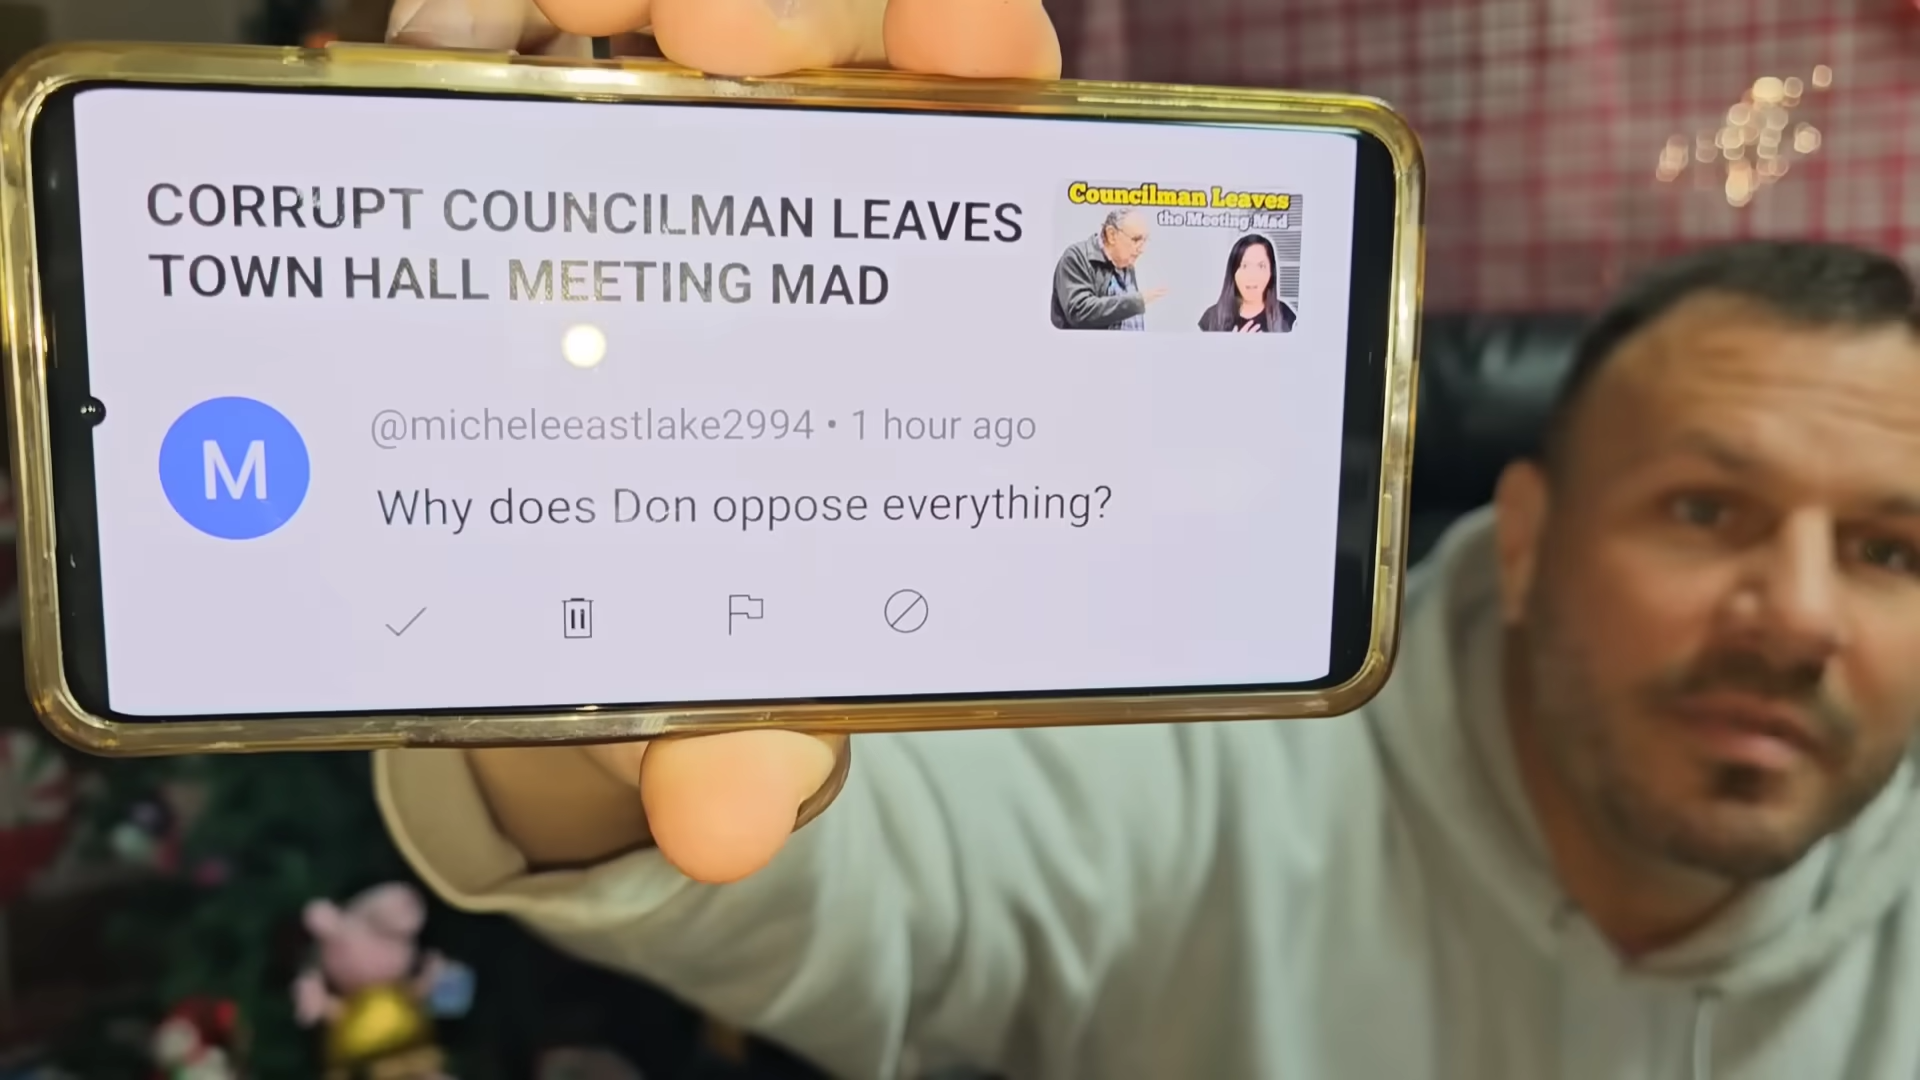 CORRUPT COUNCILMAN LEAVES
TOWN HALL MEETING MAD
Councilman Leaves
the Meeting Mad
M
@micheleeastlake2994 • 1 hour ago
Why does Don oppose everything?